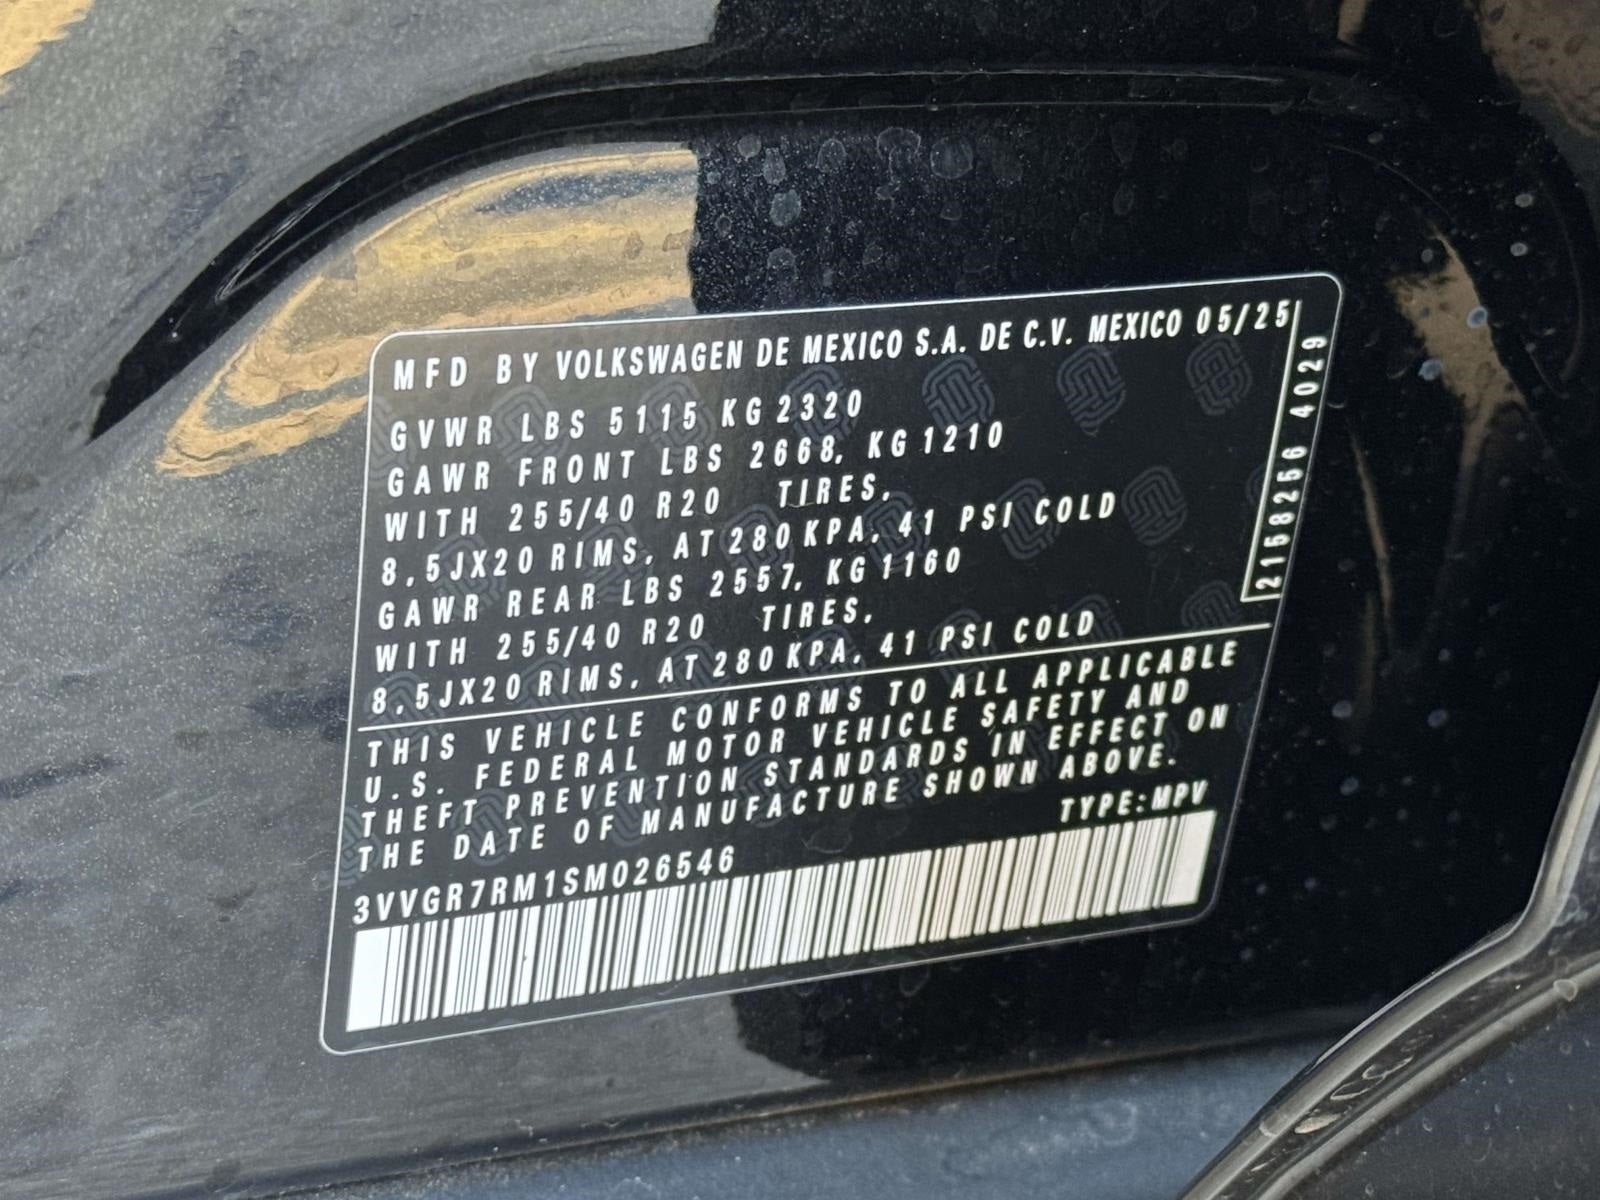 MFD BY VOLKSWAGEN DE MEXICO S.A. DE C.V. MEXICO 05/25
GVWR LBS 5115 KG 2320
GAWR FRONT LBS 2668, KG 1210
WITH 255/40 R20 TIRES,
8,5JX20 RIMS, AT 280 KPA, 41 PSI COLD
GAWR REAR LBS 2557, KG 1160
WITH 255/40 R20 TIRES,
8,5JX20 RIMS, AT 280 KPA, 41 PSI COLD
THIS VEHICLE CONFORMS TO ALL APPLICABLE
U.S. FEDERAL MOTOR VEHICLE SAFETY AND
THEFT PREVENTION STANDARDS IN EFFECT ON
THE DATE OF MANUFACTURE SHOWN ABOVE.
TYPE:MPV
3VVGR7RM1SM026546
2158256 4029